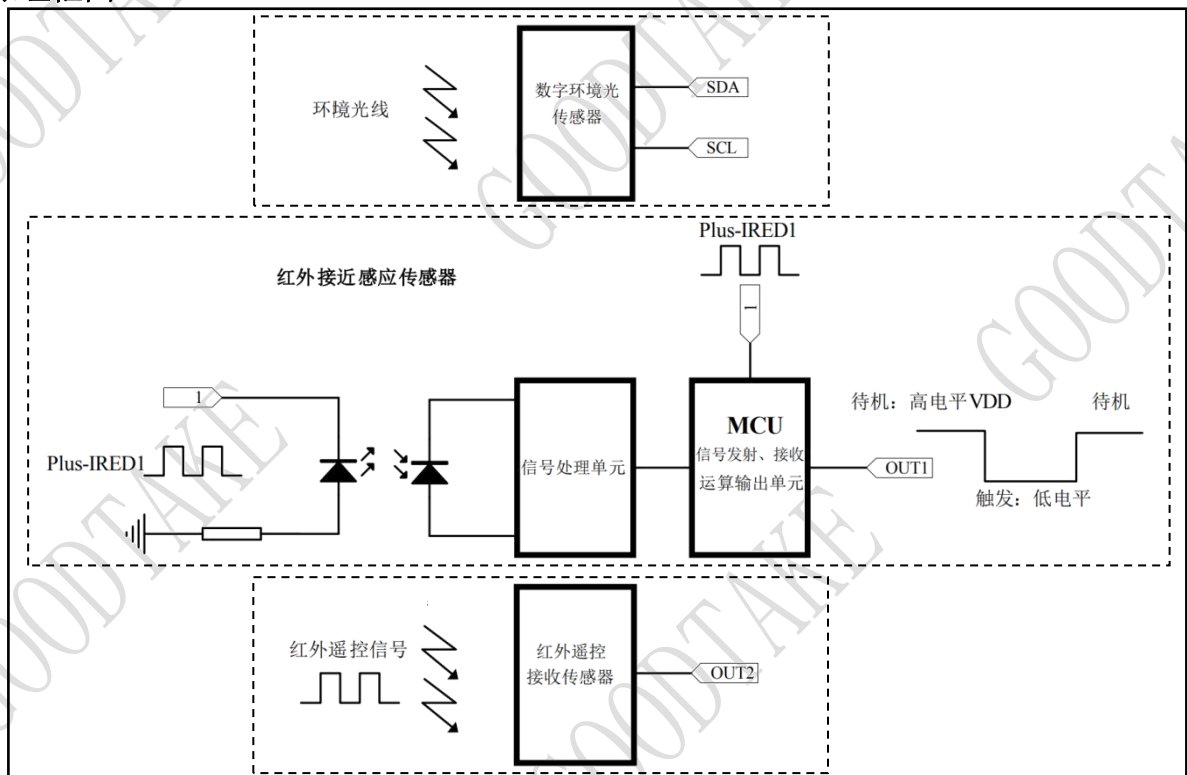 环境光线
数字环境光
传感器
SDA
SCL
红外接近感应传感器
Plus-IRED1
1
1
Plus-IRED1
信号处理单元
MCU
信号发射、接收
运算输出单元
OUT1
待机：高电平VDD
待机
触发：低电平
红外遥控信号
红外遥控
接收传感器
OUT2
GOODTAKE
GOODTAKE
GOODTAKE
GOODTAKE